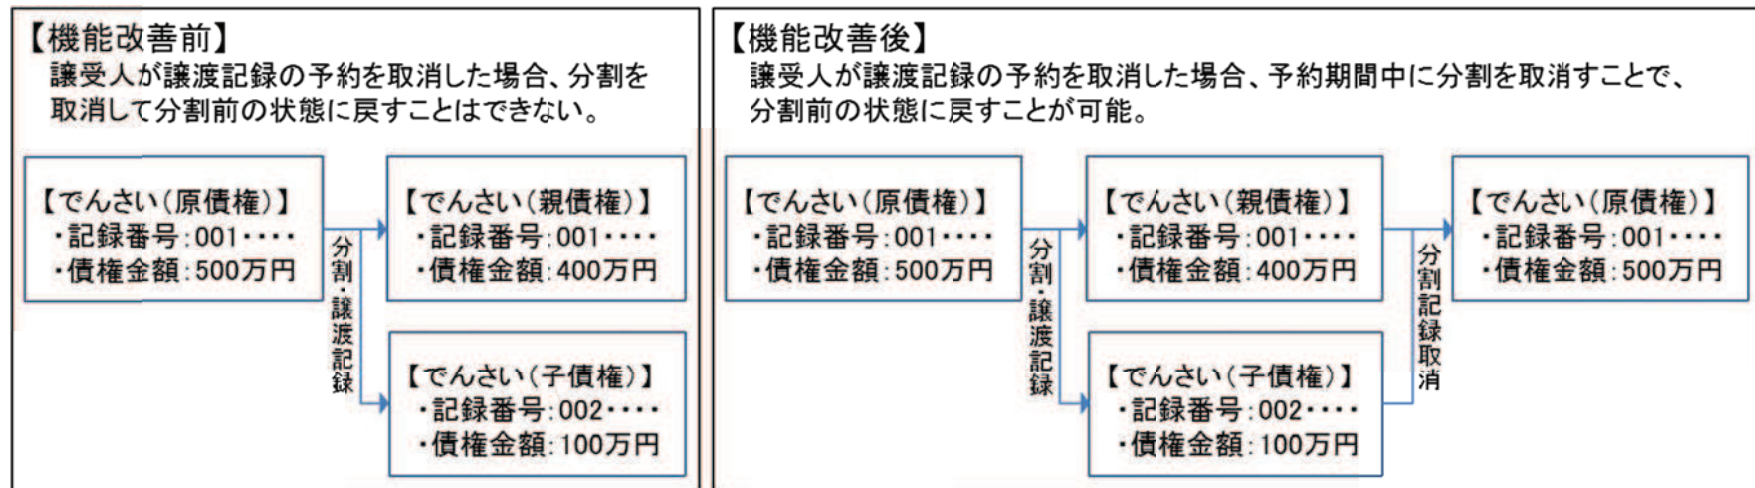 【機能改善前】
譲受人が譲渡記録の予約を取消した場合、分割を
取消して分割前の状態に戻すことはできない。
【でんさい(原債権)】
・記録番号:001････
・債権金額:500万円
分割・譲渡記録
【でんさい(親債権)】
・記録番号:001････
・債権金額:400万円
【でんさい(子債権)】
・記録番号:002････
・債権金額:100万円
【機能改善後】
譲受人が譲渡記録の予約を取消した場合、予約期間中に分割を取消すことで、
分割前の状態に戻すことが可能。
【でんさい(原債権)】
・記録番号:001････
・債権金額:500万円
分割・譲渡記録
【でんさい(親債権)】
・記録番号:001････
・債権金額:400万円
【でんさい(子債権)】
・記録番号:002････
・債権金額:100万円
分割記録取消
【でんさい(原債権)】
・記録番号:001････
・債権金額:500万円